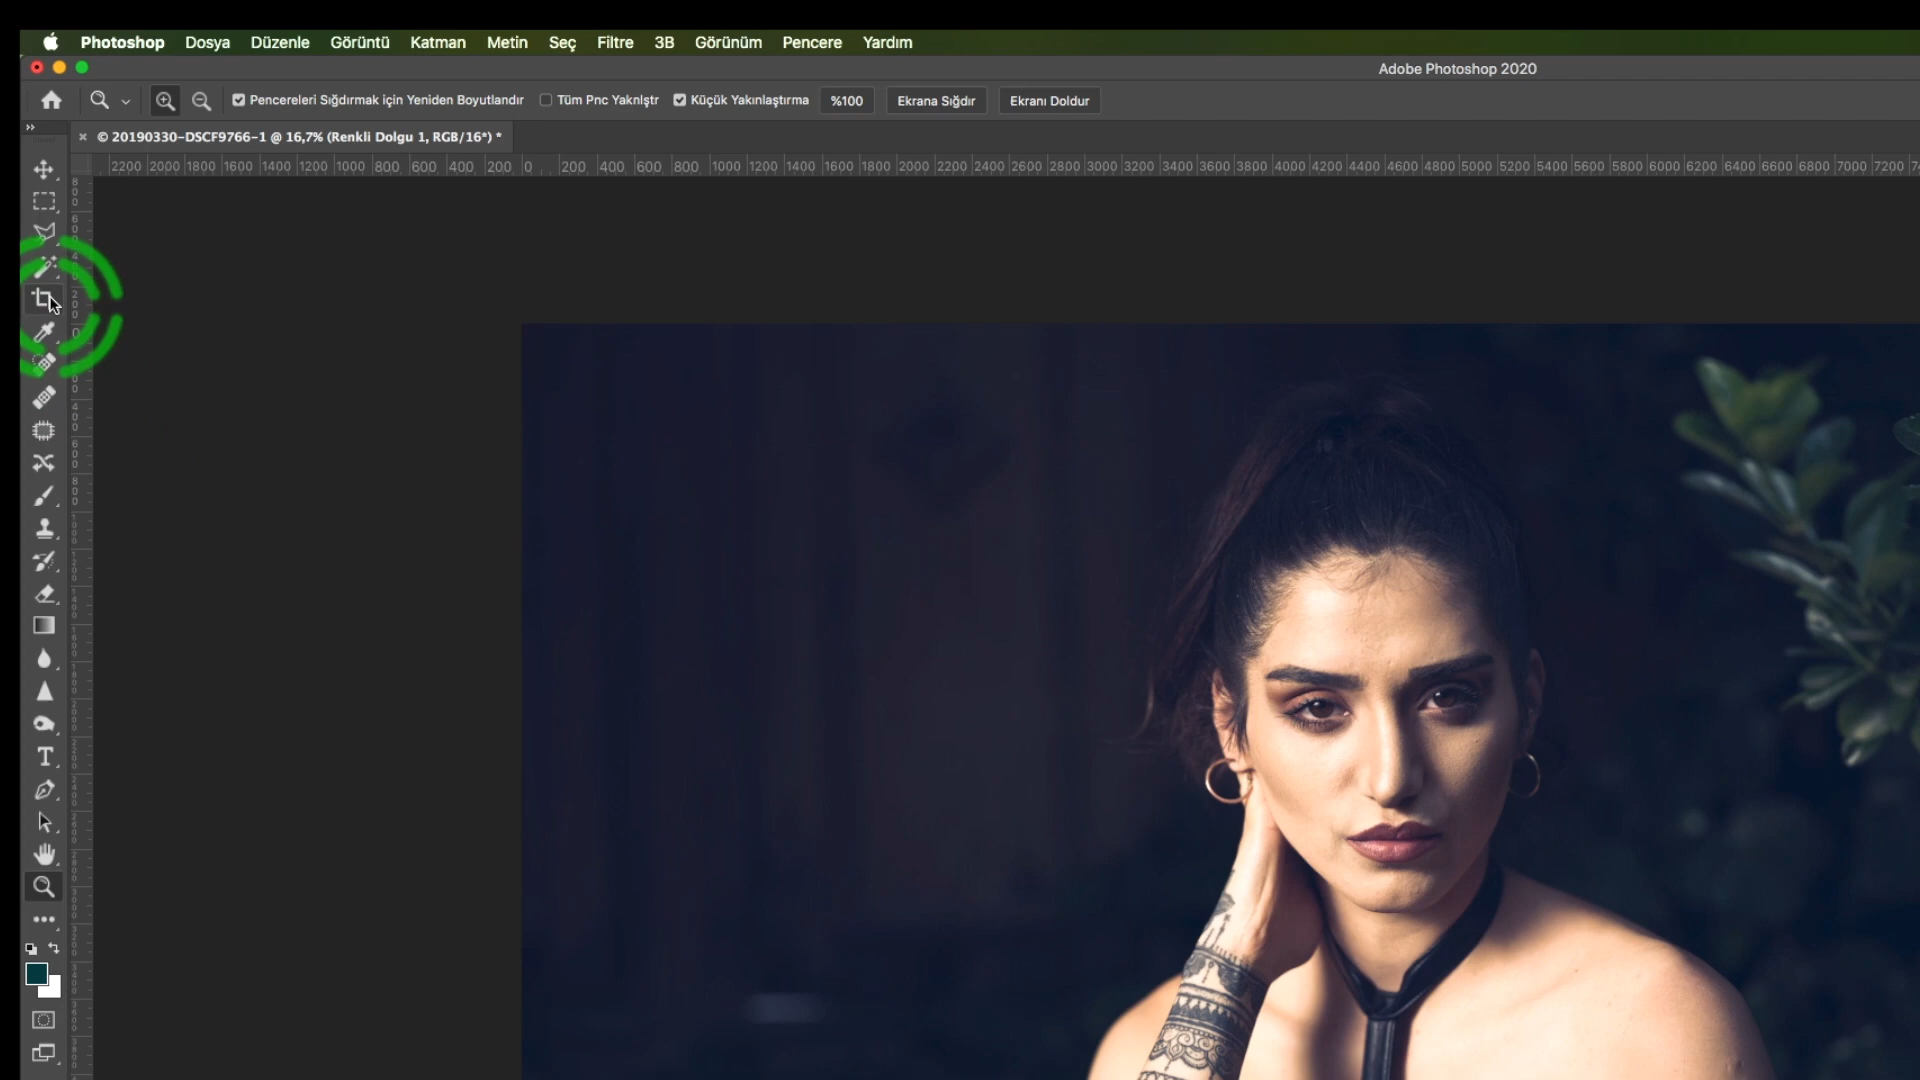 Photoshop Dosya Düzenle Görüntü Katman Metin Seç Filtre 3B Görünüm Pencere Yardım
Adobe Photoshop 2020
Pencereleri Sığdırmak için Yeniden Boyutlandır Tüm Pnc Yaknlştr Küçük Yakınlaştırma %100 Ekrana Sığdır Ekranı Doldur
× © 20190330-DSCF9766-1 @ 16,7% (Renkli Dolgu 1, RGB/16*) *
2200 2000 1800 1600 1400 1200 1000 800 600 400 200 0 200 400 600 800 1000 1200 1400 1600 1800 2000 2200 2400 2600 2800 3000 3200 3400 3600 3800 4000 4200 4400 4600 4800 5000 5200 5400 5600 5800 6000 6200 6400 6600 6800 7000 7200